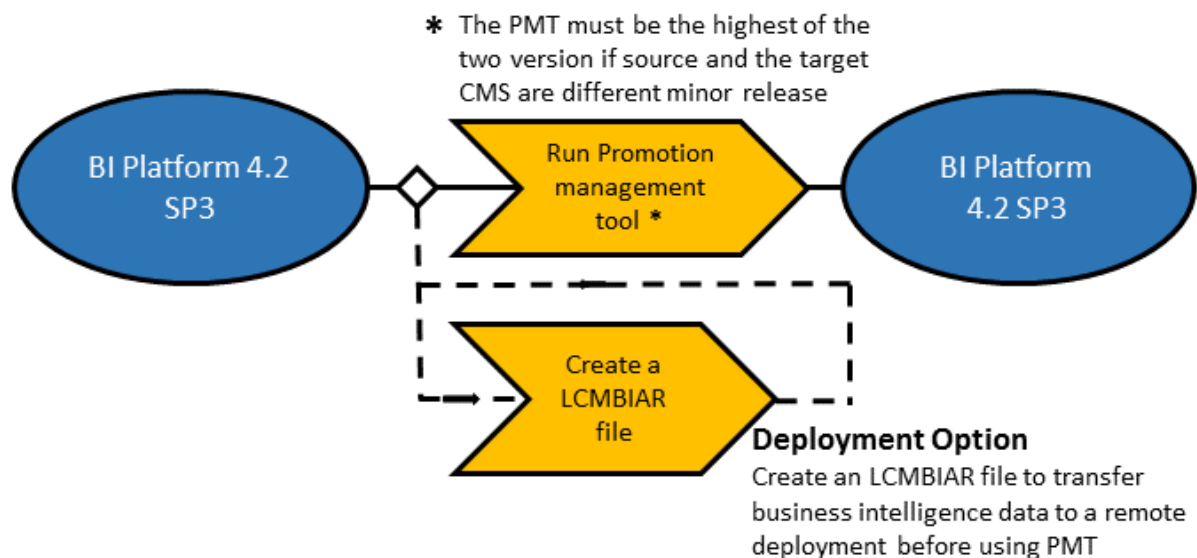 * The PMT must be the highest of the
two version if source and the target
CMS are different minor release
BI Platform 4.2
SP3
Run Promotion
management
tool *
BI Platform
4.2 SP3
Create a
LCMBIAR
file
Deployment Option
Create an LCMBIAR file to transfer
business intelligence data to a remote
deployment before using PMT